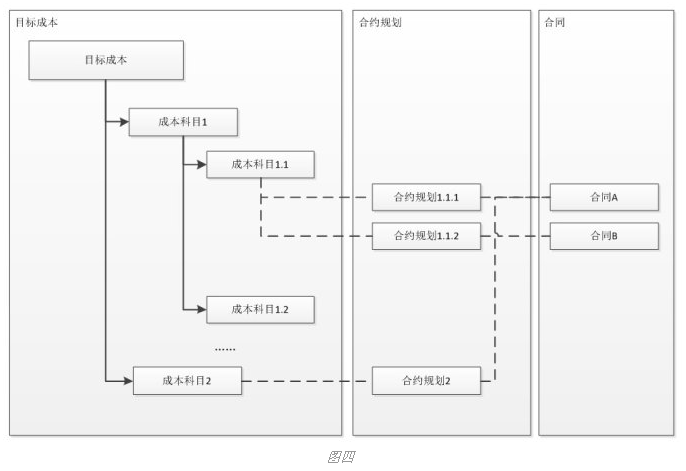 目标成本
合约规划
合同
目标成本
成本科目1
成本科目1.1
合约规划1.1.1
合同A
合约规划1.1.2
合同B
成本科目1.2
......
成本科目2
合约规划2
图四